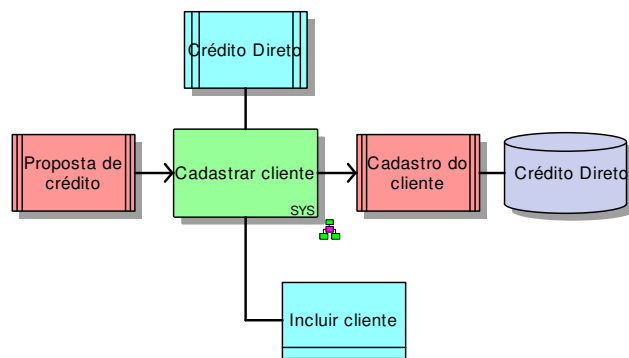 Crédito Direto
Proposta de
crédito
Cadastrar cliente
SYS
Cadastro do
cliente
Crédito Direto
Incluir cliente